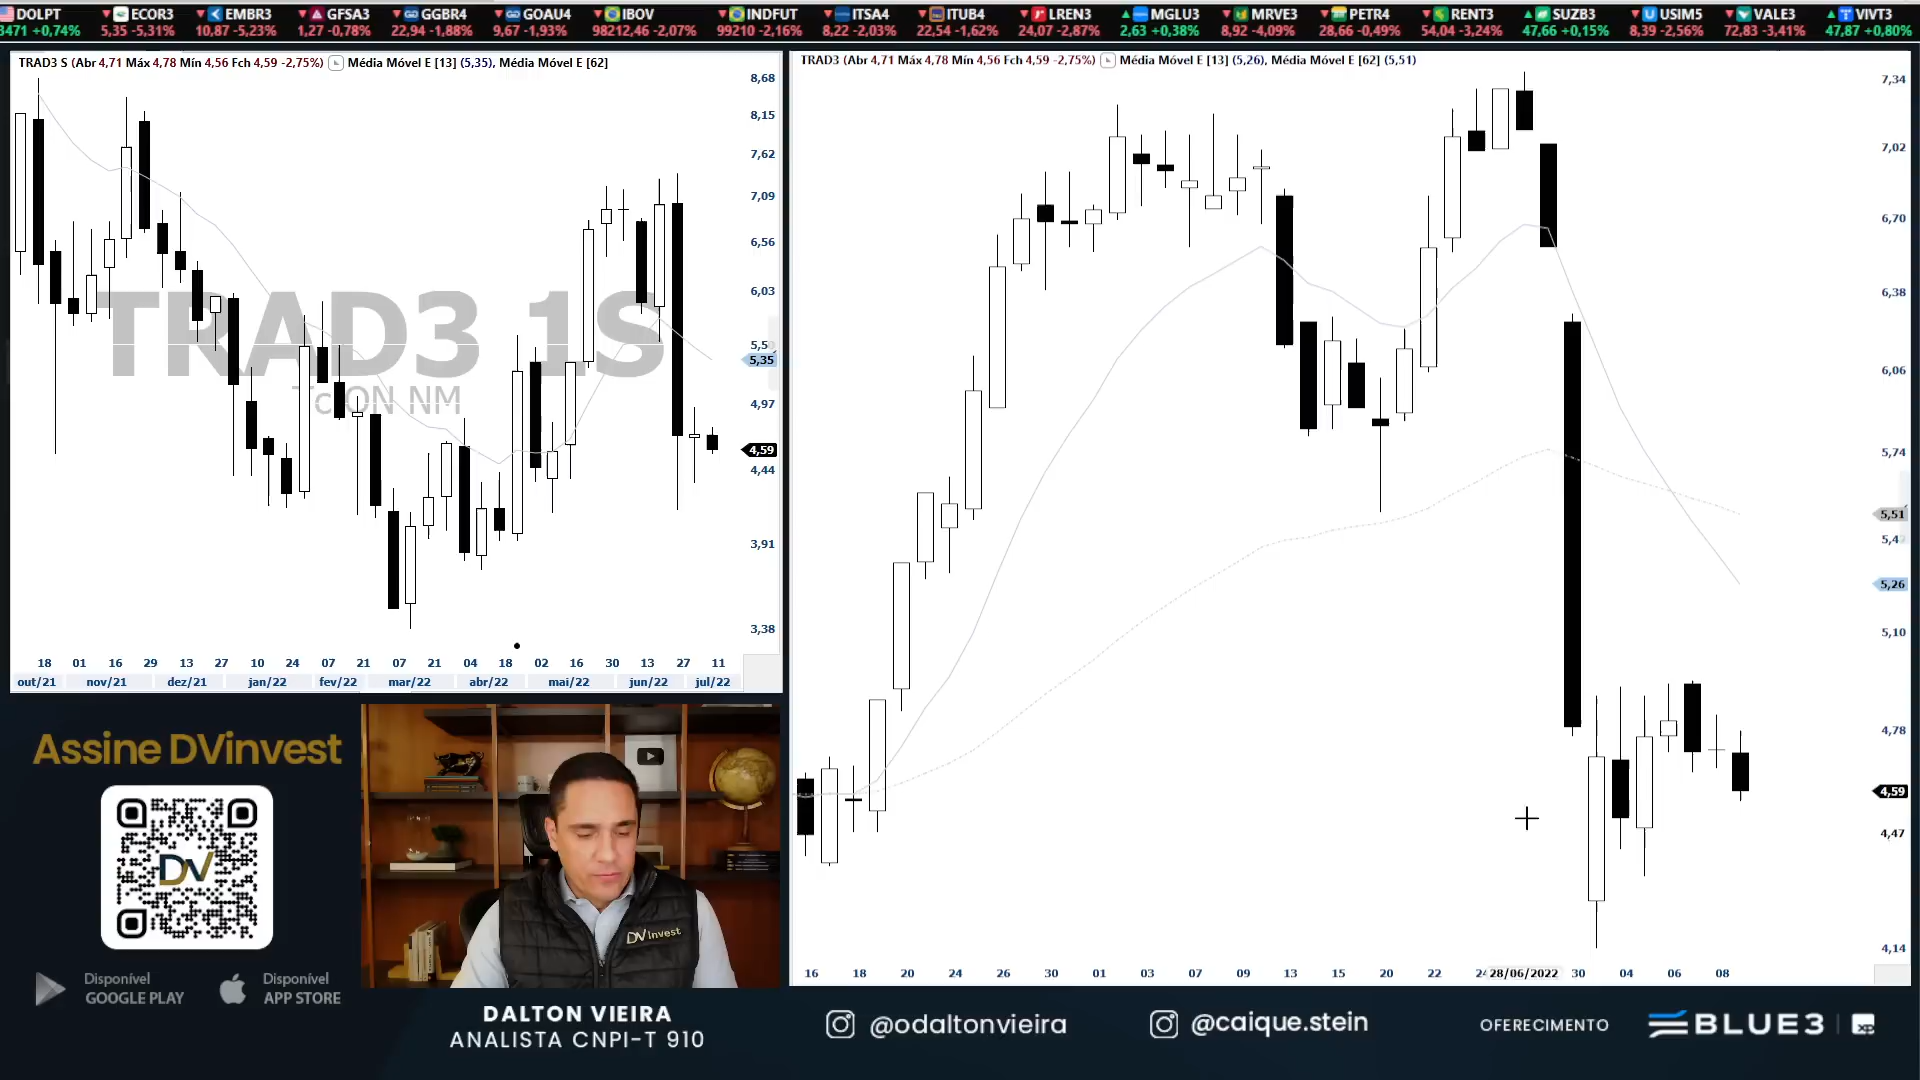 DOLPT ECOR3 EMBR3 GFSA3 GGBR4 GOAU4 IBOV INDFUT ITSA4 ITUB4 LREN3 MGLU3 MRVE3 PETR4 RENT3 SUZB3 USIM5 VALE3 VIVT3
3471 +0,74% 5,35 -5,31% 10,87 -5,23% 1,27 -0,78% 22,94 -1,88% 9,67 -1,93% 98212,46 -2,07% 99210 -2,16% 8,22 -2,03% 22,54 -1,62% 24,07 -2,87% 2,63 +0,38% 8,92 -4,09% 28,66 -0,49% 54,04 -3,24% 47,66 +0,15% 8,39 -2,56% 72,83 -3,41% 47,87 +0,80%
TRAD3 S (Abr 4,71 Máx 4,78 Mín 4,56 Fch 4,59 -2,75%) Média Móvel E [13] (5,35), Média Móvel E [62]
8,68
8,15
7,62
7,09
6,56
6,03
5,35
4,97
4,59
4,44
3,91
3,38
TRAD3 1S
ON NM
18 01 16 29 13 27 10 24 07 21 07 21 04 18 02 16 30 13 27 11
out/21 nov/21 dez/21 jan/22 fev/22 mar/22 abr/22 mai/22 jun/22 jul/22
TRAD3 (Abr 4,71 Máx 4,78 Mín 4,56 Fch 4,59 -2,75%) Média Móvel E [13] (5,26), Média Móvel E [62] (5,51)
7,34
7,02
6,70
6,38
6,06
5,74
5,51
5,26
5,10
4,78
4,59
4,47
4,14
16 18 20 24 26 30 01 03 07 09 13 15 20 22 28/06/2022 30 04 06 08
Assine DVinvest
DV
Disponível
GOOGLE PLAY
Disponível
APP STORE
DV invest
DALTON VIEIRA
ANALISTA CNPI-T 910
@odaltonvieira
@caique.stein
OFERECIMENTO
BLUE3
xp